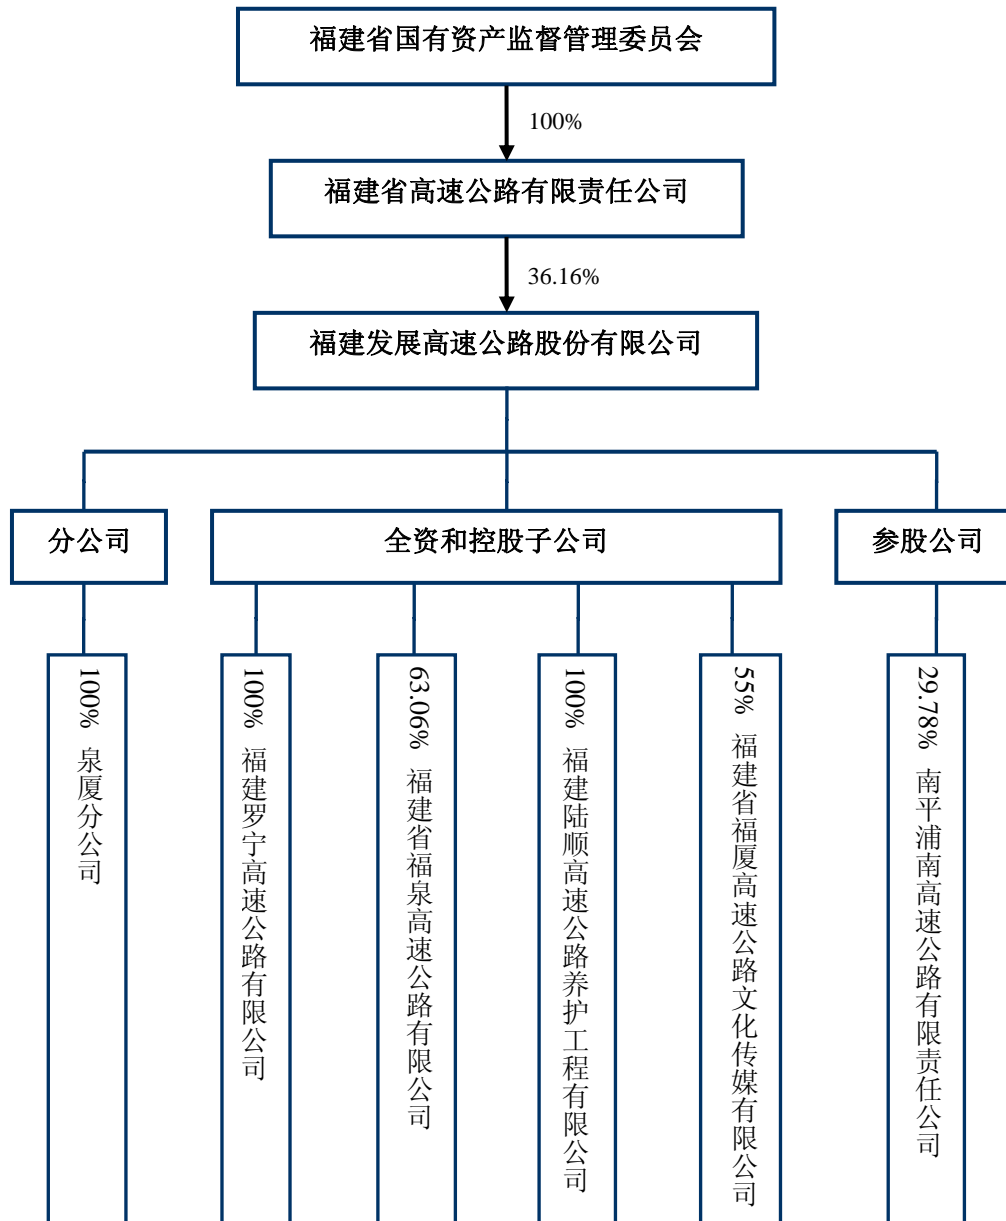 福建省国有资产监督管理委员会
100%
福建省高速公路有限责任公司
36.16%
福建发展高速公路股份有限公司
分公司
全资和控股子公司
参股公司
100% 泉厦分公司
100% 福建罗宁高速公路有限公司
63.06% 福建省福泉高速公路有限公司
100% 福建陆顺高速公路养护工程有限公司
55% 福建省福厦高速公路文化传媒有限公司
29.78% 南平浦南高速公路有限责任公司